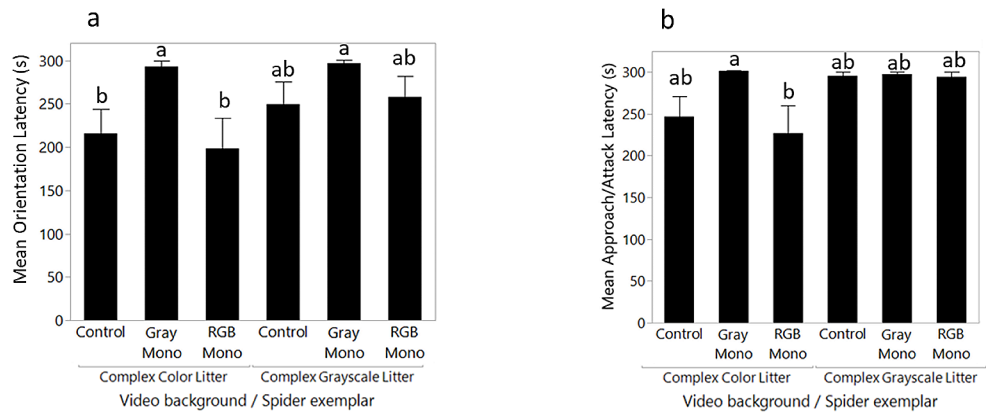 a
Mean Orientation Latency (s)
300
250
200
150
100
50
0
b
a
b
ab
a
ab
Control
Gray
Mono
RGB
Mono
Control
Gray
Mono
RGB
Mono
Complex Color Litter
Complex Grayscale Litter
Video background / Spider exemplar
b
Mean Approach/Attack Latency (s)
300
250
200
150
100
50
0
ab
a
b
ab
ab
ab
Control
Gray
Mono
RGB
Mono
Control
Gray
Mono
RGB
Mono
Complex Color Litter
Complex Grayscale Litter
Video background / Spider exemplar